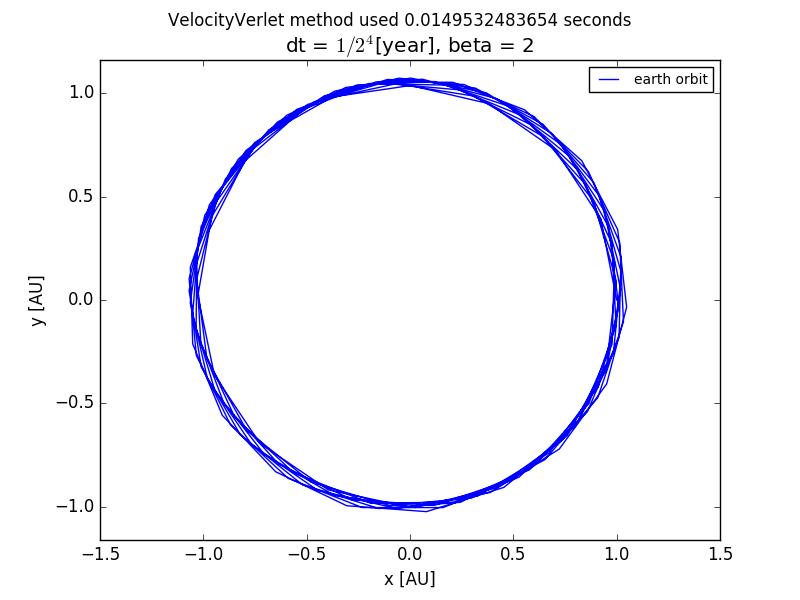 VelocityVerlet method used 0.0149532483654 seconds
dt = 1/2⁴[year], beta = 2
earth orbit
1.0
0.5
0.0
−0.5
−1.0
y [AU]
−1.5 −1.0 −0.5 0.0 0.5 1.0 1.5
x [AU]